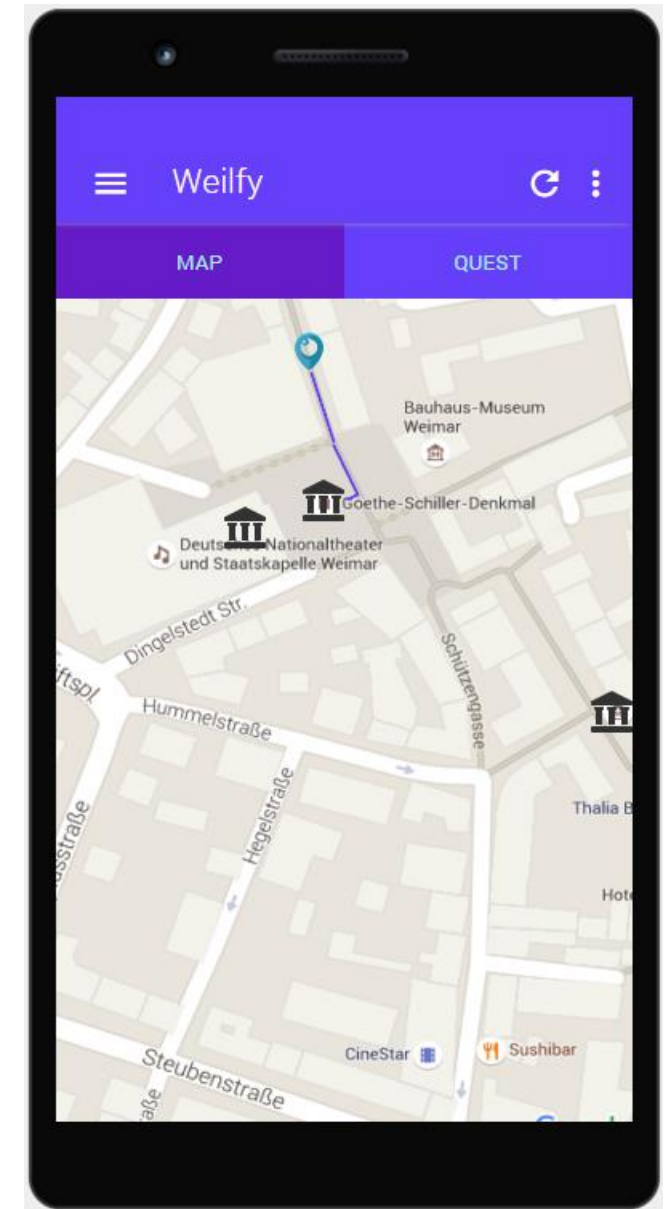 Weilfy
MAP
QUEST
Bauhaus-Museum
Weimar
Goethe-Schiller-Denkmal
Nationaltheater
und Staatskapelle Weimar
Dingelstedt Str.
Schützengasse
Hummelstraße
Hegelstraße
Thalia B
Hote
CineStar
Sushibar
Steubenstraße